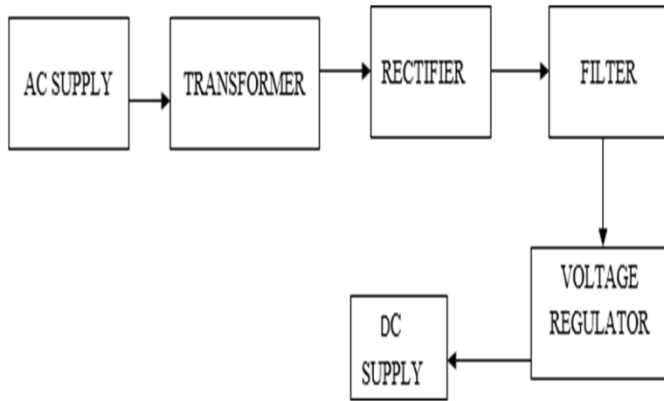 AC SUPPLY
TRANSFORMER
RECTIFIER
FILTER
VOLTAGE
REGULATOR
DC
SUPPLY